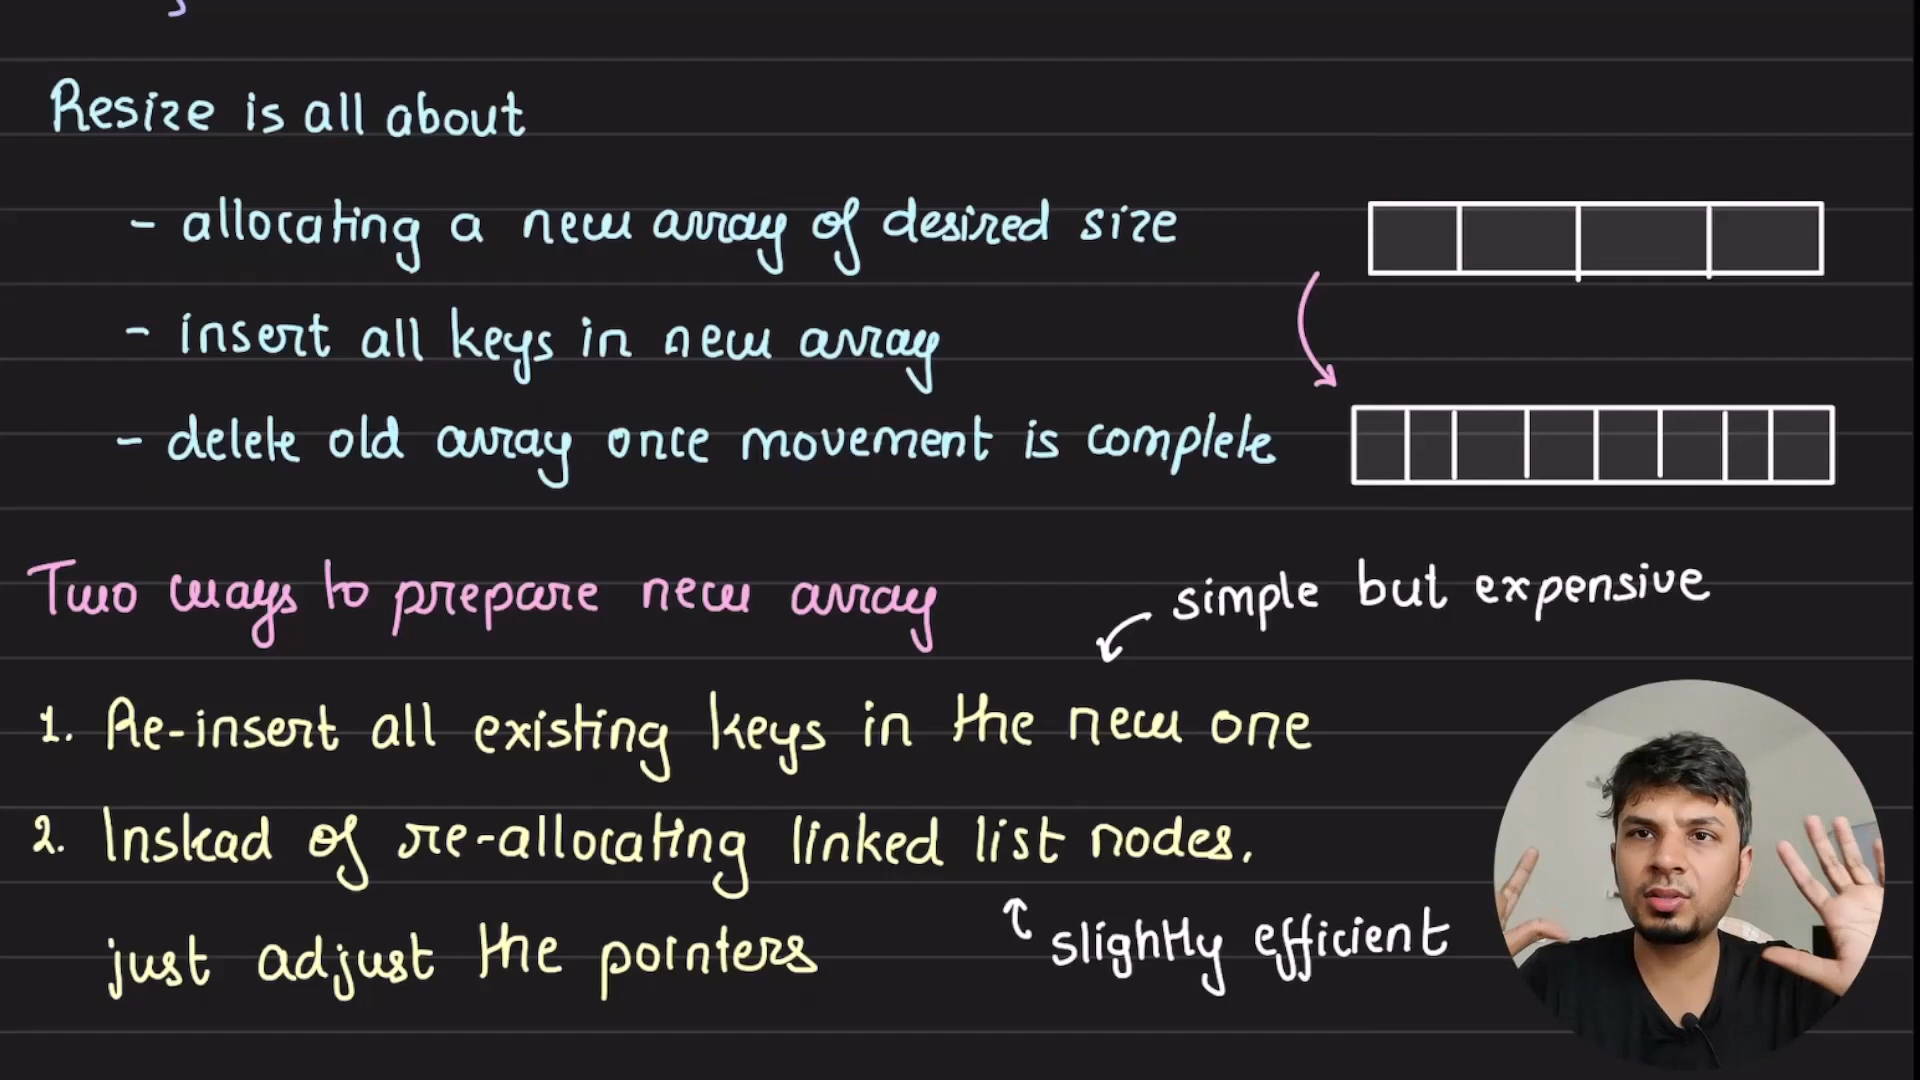 Resize is all about
- allocating a new array of desired size
- insert all keys in new array
- delete old array once movement is complete
Two ways to prepare new array
simple but expensive
1. Re-insert all existing keys in the new one
2. Instead of re-allocating linked list nodes,
just adjust the pointers
slightly efficient